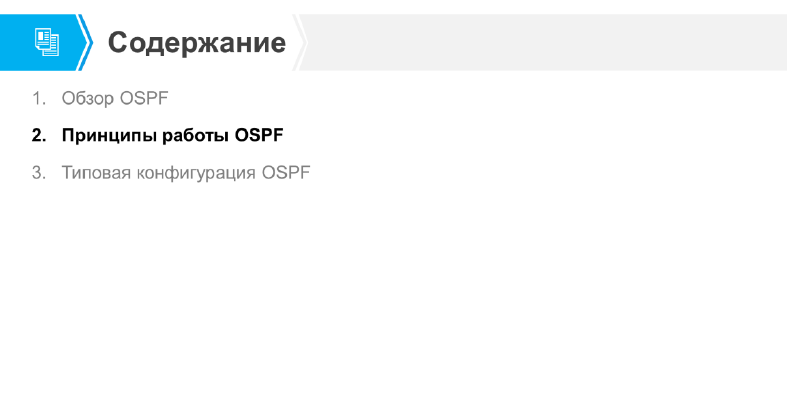 Содержание
1. Обзор OSPF
2. Принципы работы OSPF
3. Типовая конфигурация OSPF